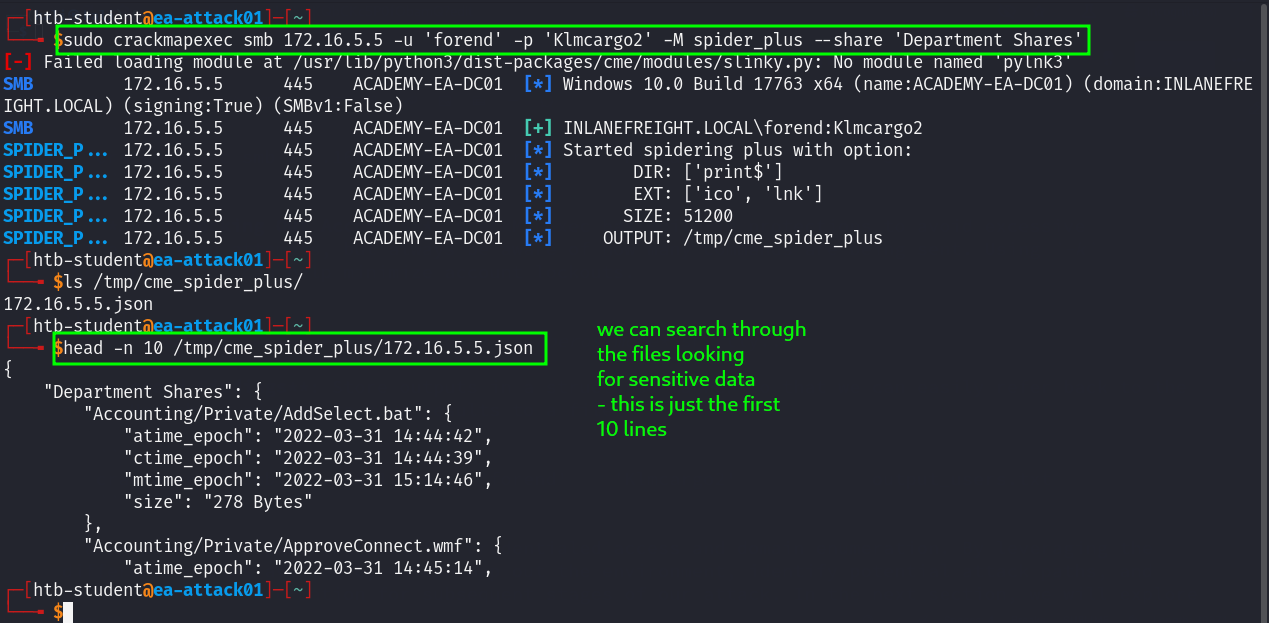 ┌─[htb-student@ea-attack01]─[~]
└──╼ $sudo crackmapexec smb 172.16.5.5 -u 'forend' -p 'Klmcargo2' -M spider_plus --share 'Department Shares'
[-] Failed loading module at /usr/lib/python3/dist-packages/cme/modules/slinky.py: No module named 'pylnk3'
SMB         172.16.5.5      445    ACADEMY-EA-DC01  [*] Windows 10.0 Build 17763 x64 (name:ACADEMY-EA-DC01) (domain:INLANEFRE
IGHT.LOCAL) (signing:True) (SMBv1:False)
SMB         172.16.5.5      445    ACADEMY-EA-DC01  [+] INLANEFREIGHT.LOCAL\forend:Klmcargo2
SPIDER_P... 172.16.5.5      445    ACADEMY-EA-DC01  [*] Started spidering plus with option:
SPIDER_P... 172.16.5.5      445    ACADEMY-EA-DC01  [*]        DIR: ['print$']
SPIDER_P... 172.16.5.5      445    ACADEMY-EA-DC01  [*]        EXT: ['ico', 'lnk']
SPIDER_P... 172.16.5.5      445    ACADEMY-EA-DC01  [*]       SIZE: 51200
SPIDER_P... 172.16.5.5      445    ACADEMY-EA-DC01  [*]     OUTPUT: /tmp/cme_spider_plus
┌─[htb-student@ea-attack01]─[~]
└──╼ $ls /tmp/cme_spider_plus/
172.16.5.5.json
┌─[htb-student@ea-attack01]─[~]
└──╼ $head -n 10 /tmp/cme_spider_plus/172.16.5.5.json
{
    "Department Shares": {
        "Accounting/Private/AddSelect.bat": {
            "atime_epoch": "2022-03-31 14:44:42",
            "ctime_epoch": "2022-03-31 14:44:39",
            "mtime_epoch": "2022-03-31 15:14:46",
            "size": "278 Bytes"
        },
        "Accounting/Private/ApproveConnect.wmf": {
            "atime_epoch": "2022-03-31 14:45:14",
┌─[htb-student@ea-attack01]─[~]
└──╼ $
we can search through
the files looking
for sensitive data
- this is just the first
10 lines